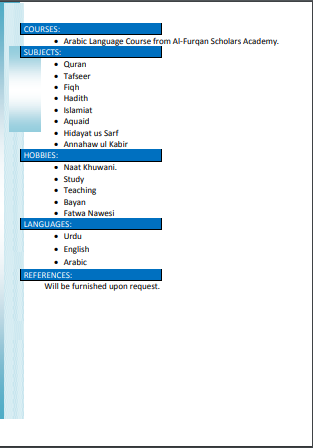 COURSES:
• Arabic Language Course from Al-Furqan Scholars Academy.
SUBJECTS:
• Quran
• Tafseer
• Fiqh
• Hadith
• Islamiat
• Aquaid
• Hidayat us Sarf
• Annahaw ul Kabir
HOBBIES:
• Naat Khuwani.
• Study
• Teaching
• Bayan
• Fatwa Nawesi
LANGUAGES:
• Urdu
• English
• Arabic
REFERENCES:
Will be furnished upon request.